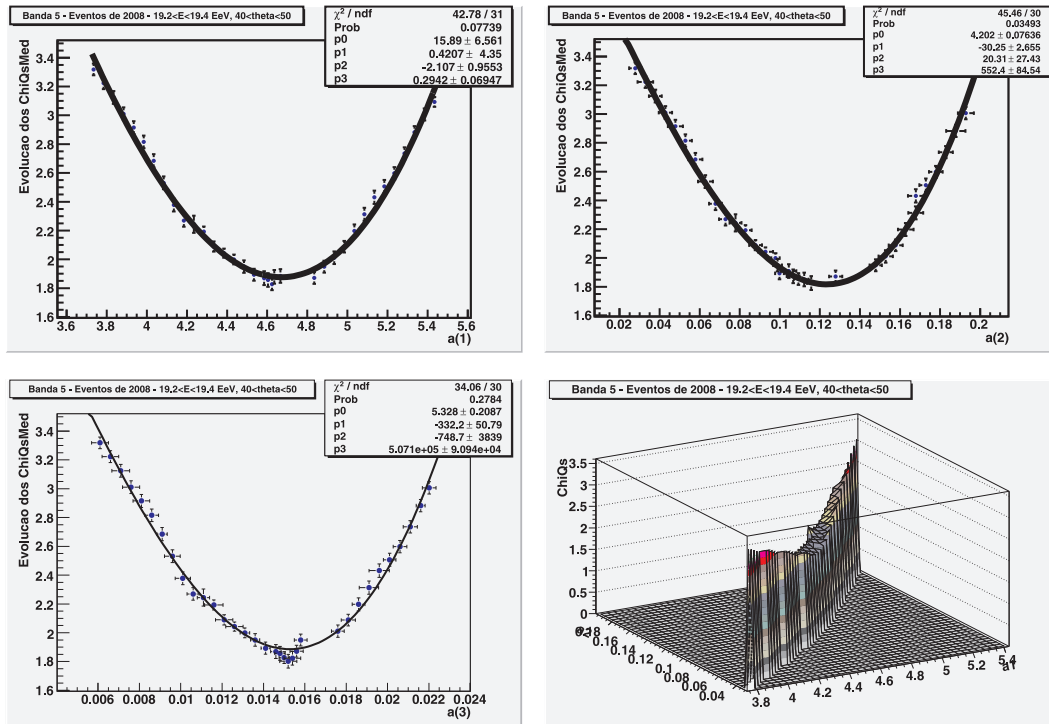 Banda 5 - Eventos de 2008 - 19.2<E<19.4 EeV, 40<theta<50
χ² / ndf 42.78 / 31
Prob 0.07739
p0 15.89 ± 6.561
p1 0.4207 ± 4.35
p2 -2.107 ± 0.9553
p3 0.2942 ± 0.06947
Evolucao dos ChiQsMed
3.4
3.2
3
2.8
2.6
2.4
2.2
2
1.8
1.6
3.6 3.8 4 4.2 4.4 4.6 4.8 5 5.2 5.4 5.6
a(1)
Banda 5 - Eventos de 2008 - 19.2<E<19.4 EeV, 40<theta<50
χ² / ndf 45.46 / 30
Prob 0.03493
p0 4.202 ± 0.07636
p1 -30.25 ± 2.655
p2 20.31 ± 27.43
p3 552.4 ± 84.54
Evolucao dos ChiQsMed
3.4
3.2
3
2.8
2.6
2.4
2.2
2
1.8
1.6
0.02 0.04 0.06 0.08 0.1 0.12 0.14 0.16 0.18 0.2
a(2)
Banda 5 - Eventos de 2008 - 19.2<E<19.4 EeV, 40<theta<50
χ² / ndf 34.06 / 30
Prob 0.2784
p0 5.328 ± 0.2087
p1 -332.2 ± 50.79
p2 -748.7 ± 3839
p3 5.071e+05 ± 9.094e+04
Evolucao dos ChiQsMed
3.4
3.2
3
2.8
2.6
2.4
2.2
2
1.8
1.6
0.006 0.008 0.01 0.012 0.014 0.016 0.018 0.02 0.022 0.024
a(3)
Banda 5 - Eventos de 2008 - 19.2<E<19.4 EeV, 40<theta<50
ChiQs
3.5
3
2.5
2
1.5
1
0.5
0
0.18
0.16
0.14
0.12
0.1
0.08
0.06
0.04
3.8 4 4.2 4.4 4.6 4.8 5 5.2 5.4
a1